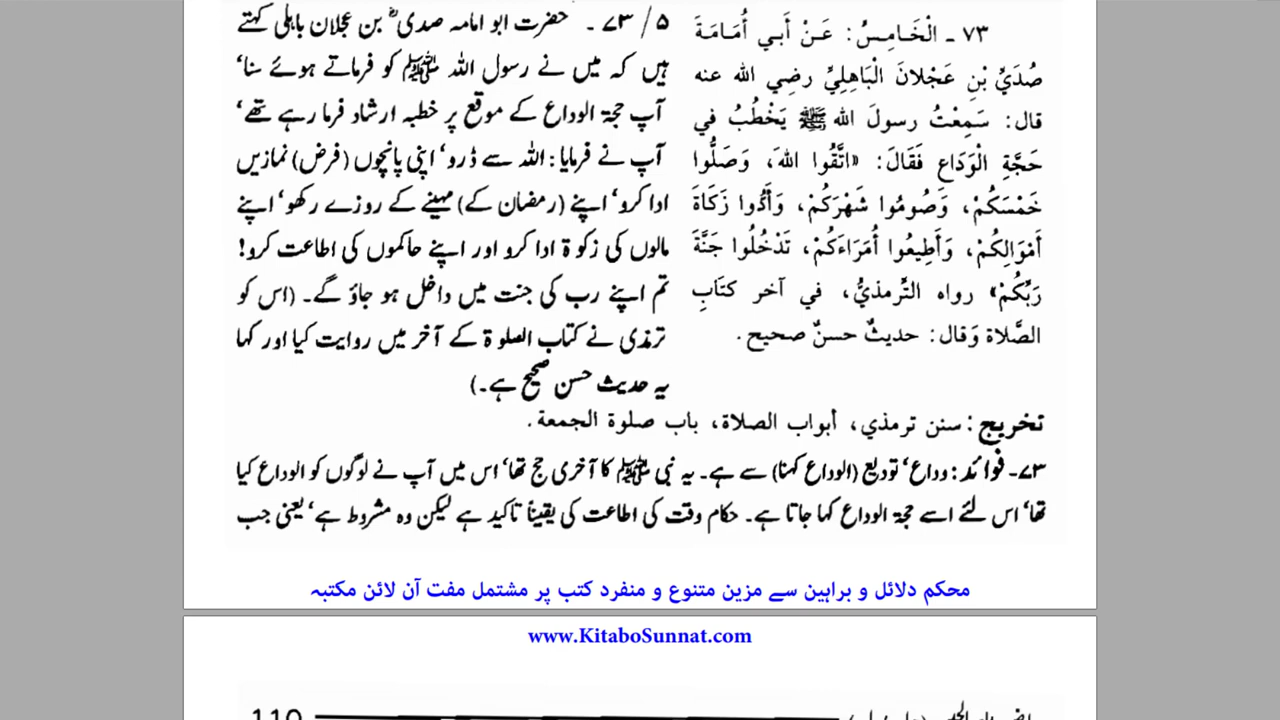 ٧٣ ـ الْخَامِسُ: عَنْ أَبي أُمَامَةَ
صُدَيِّ بْنِ عَجْلانَ الْبَاهِلِيِّ رضِي الله عنه
قال: سَمِعْتُ رسولَ الله ﷺ يَخْطُبُ في
حَجَّةِ الْوَدَاعِ فَقَالَ: «اتَّقُوا اللهَ، وَصَلُّوا
خَمْسَكُمْ، وَصُومُوا شَهْرَكُمْ، وَأَدُّوا زَكَاةَ
أَمْوَالِكُمْ، وَأَطِيعُوا أُمَرَاءَكُمْ، تَدْخُلُوا جَنَّةَ
رَبِّكُمْ» رواه التِّرمذيُّ، في آخر كتَابِ
الصَّلاة وَقال: حديثٌ حسنٌ صحيح.
۵ / ۷۳ ۔ حضرت ابو امامہ صدیؓ بن عجلان باہلی کہتے
ہیں کہ میں نے رسول اللہ ﷺ کو فرماتے ہوئے سنا‘
آپ حجۃ الوداع کے موقع پر خطبہ ارشاد فرما رہے تھے‘
آپ نے فرمایا : اللہ سے ڈرو‘ اپنی پانچوں (فرض) نمازیں
ادا کرو‘ اپنے (رمضان کے) مہینے کے روزے رکھو‘ اپنے
مالوں کی زکوۃ ادا کرو اور اپنے حاکموں کی اطاعت کرو!
تم اپنے رب کی جنت میں داخل ہو جاؤ گے۔ (اس کو
ترمذی نے کتاب الصلوۃ کے آخر میں روایت کیا اور کہا
یہ حدیث حسن صحیح ہے۔)
تخريج: سنن ترمذي، أبواب الصلاة، باب صلوة الجمعة.
۷۳۔ فوائد : وداع‘ تودیع (الوداع کہنا) سے ہے۔ یہ نبی ﷺ کا آخری حج تھا‘ اس میں آپ نے لوگوں کو الوداع کیا
تھا‘ اس لئے اسے حجۃ الوداع کہا جاتا ہے۔ حکام وقت کی اطاعت کی یقیناً تاکید ہے لیکن وہ مشروط ہے‘ یعنی جب
محکم دلائل و براہین سے مزین متنوع و منفرد کتب پر مشتمل مفت آن لائن مکتبہ
www.KitaboSunnat.com
110